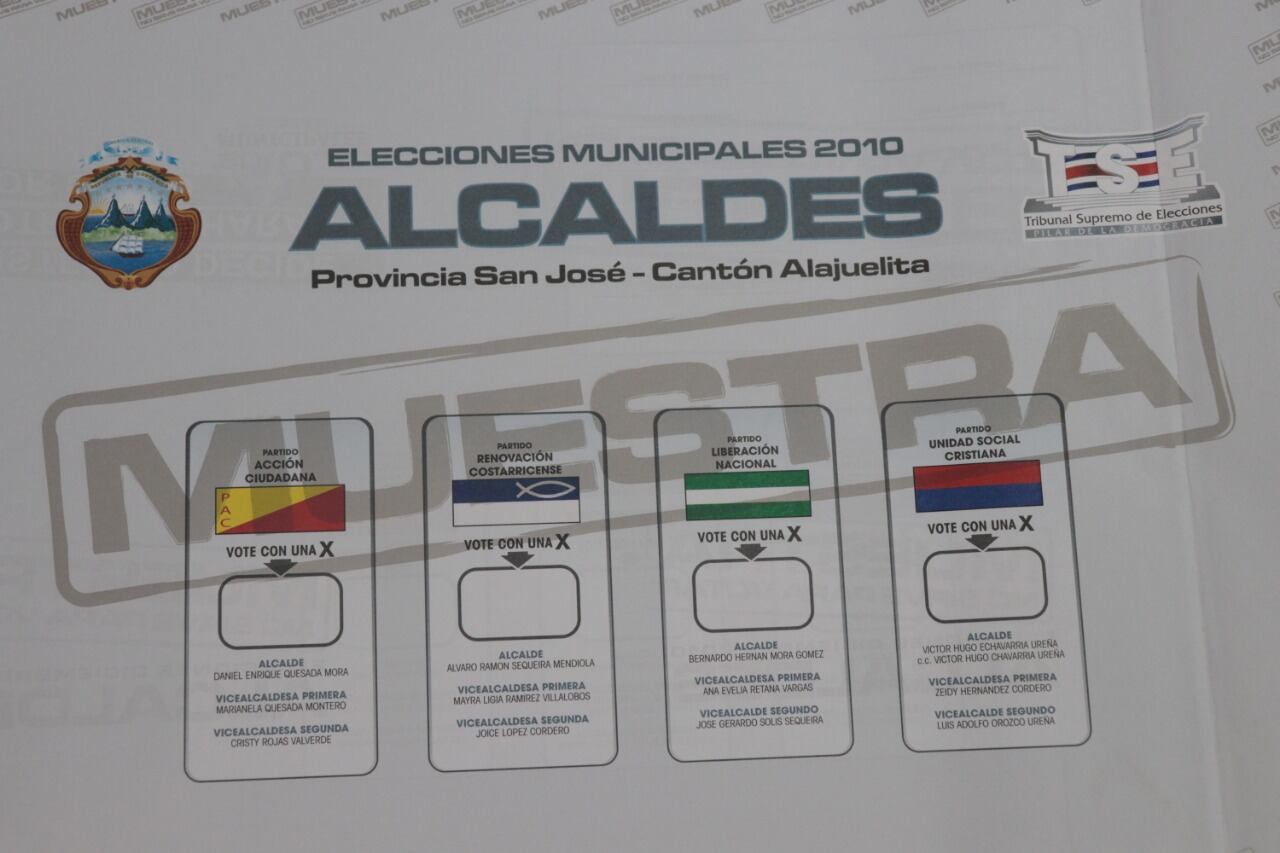 MUESTRA
ELECCIONES MUNICIPALES 2010
ALCALDES
Provincia San José - Cantón Alajuelita
TSE
Tribunal Supremo de Elecciones
PILAR DE LA DEMOCRACIA
MUESTRA
PARTIDO
ACCIÓN
CIUDADANA
PAC
VOTE CON UNA X
ALCALDE
DANIEL ENRIQUE QUESADA MORA
VICEALCALDESA PRIMERA
MARIANELA QUESADA MONTERO
VICEALCALDESA SEGUNDA
CRISTY ROJAS VALVERDE
PARTIDO
RENOVACIÓN
COSTARRICENSE
VOTE CON UNA X
ALCALDE
ALVARO RAMON SEQUEIRA MENDIOLA
VICEALCALDESA PRIMERA
MAYRA LIGIA RAMIREZ VILLALOBOS
VICEALCALDESA SEGUNDA
JOICE LOPEZ CORDERO
PARTIDO
LIBERACIÓN
NACIONAL
VOTE CON UNA X
ALCALDE
BERNARDO HERNAN MORA GOMEZ
VICEALCALDESA PRIMERA
ANA EVELIA RETANA VARGAS
VICEALCALDE SEGUNDO
JOSE GERARDO SOLIS SEQUEIRA
PARTIDO
UNIDAD SOCIAL
CRISTIANA
VOTE CON UNA X
ALCALDE
VICTOR HUGO ECHAVARRIA UREÑA
c.c. VICTOR HUGO CHAVARRIA UREÑA
VICEALCALDESA PRIMERA
ZEIDY HERNANDEZ CORDERO
VICEALCALDE SEGUNDO
LUIS ADOLFO OROZCO UREÑA